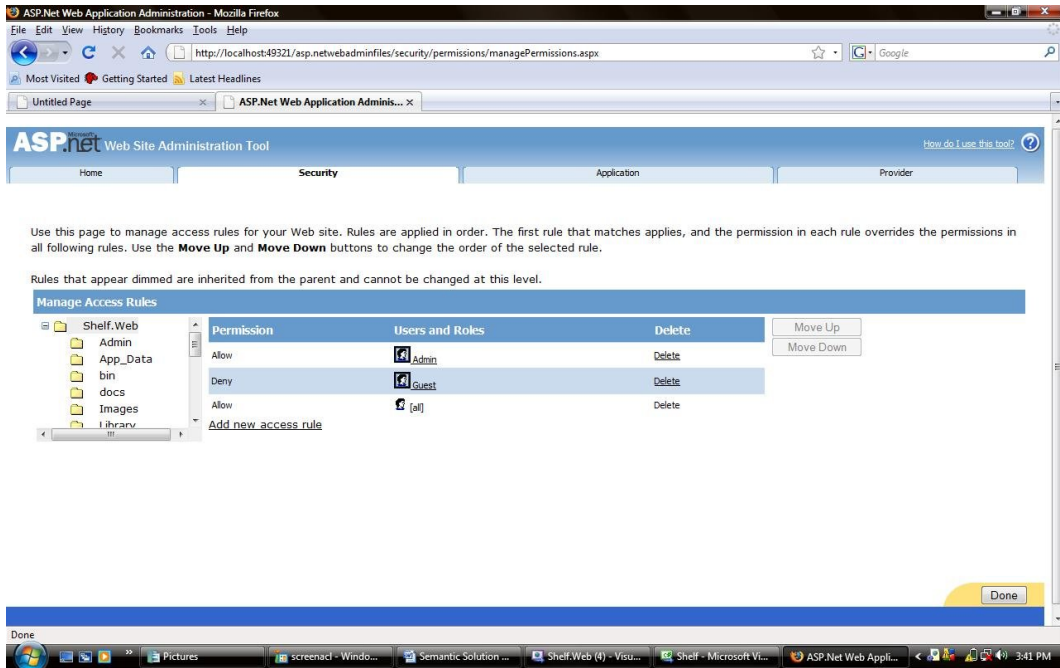 ASP.Net Web Application Administration - Mozilla Firefox
File Edit View History Bookmarks Tools Help
http://localhost:49321/asp.netwebadminfiles/security/permissions/managePermissions.aspx
G Google
Most Visited Getting Started Latest Headlines
Untitled Page
ASP.Net Web Application Adminis...
Microsoft
ASP.net Web Site Administration Tool
How do I use this tool? ?
Home Security Application Provider
Use this page to manage access rules for your Web site. Rules are applied in order. The first rule that matches applies, and the permission in each rule overrides the permissions in
all following rules. Use the Move Up and Move Down buttons to change the order of the selected rule.
Rules that appear dimmed are inherited from the parent and cannot be changed at this level.
Manage Access Rules
Shelf.Web
Admin
App_Data
bin
docs
Images
Library
Permission Users and Roles Delete
Allow Admin Delete
Deny Guest Delete
Allow [all] Delete
Add new access rule
Move Up
Move Down
Done
Done
Pictures
screenacl - Windo...
Semantic Solution ...
Shelf.Web (4) - Visu...
Shelf - Microsoft Vi...
ASP.Net Web Appli...
3:41 PM